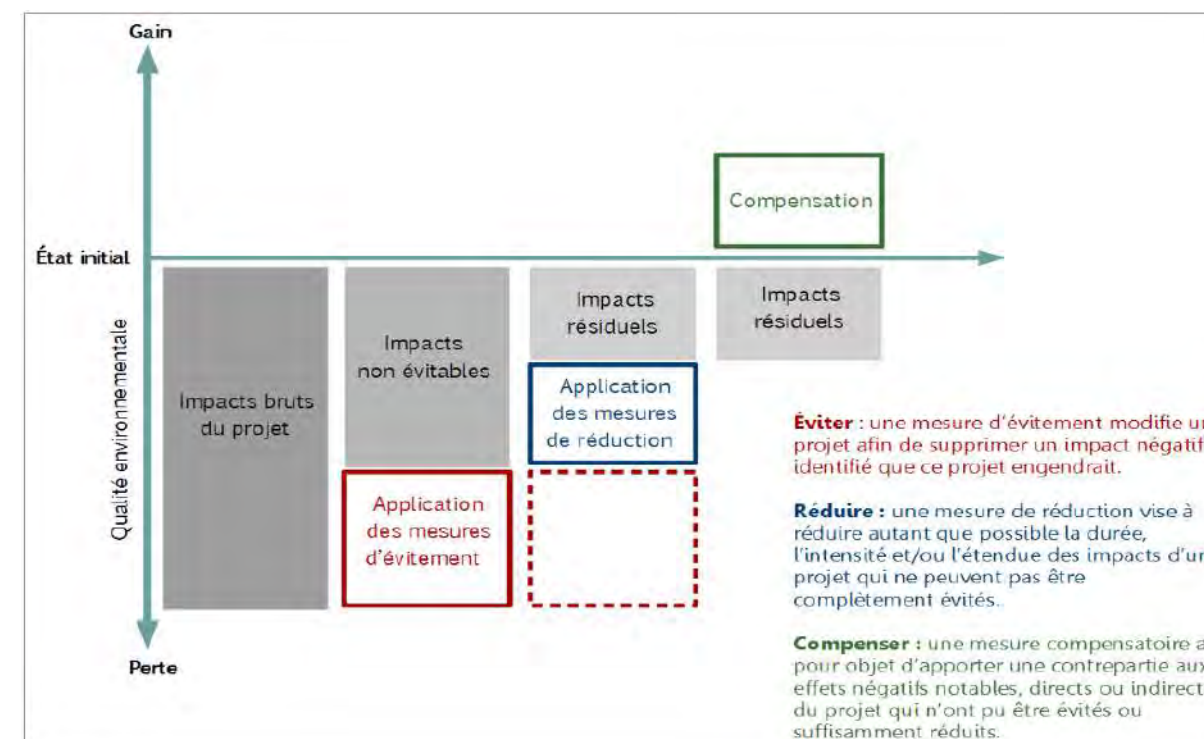 Gain
Compensation
État initial
Qualité environnementale
Impacts bruts
du projet
Impacts
non évitables
Application
des mesures
d'évitement
Impacts
résiduels
Application
des mesures
de réduction
Impacts
résiduels
Perte
Éviter : une mesure d'évitement modifie un
projet afin de supprimer un impact négatif
identifié que ce projet engendrait.
Réduire : une mesure de réduction vise à
réduire autant que possible la durée,
l'intensité et/ou l'étendue des impacts d'un
projet qui ne peuvent pas être
complètement évités.
Compenser : une mesure compensatoire a
pour objet d'apporter une contrepartie aux
effets négatifs notables, directs ou indirect
du projet qui n'ont pu être évités ou
suffisamment réduits.